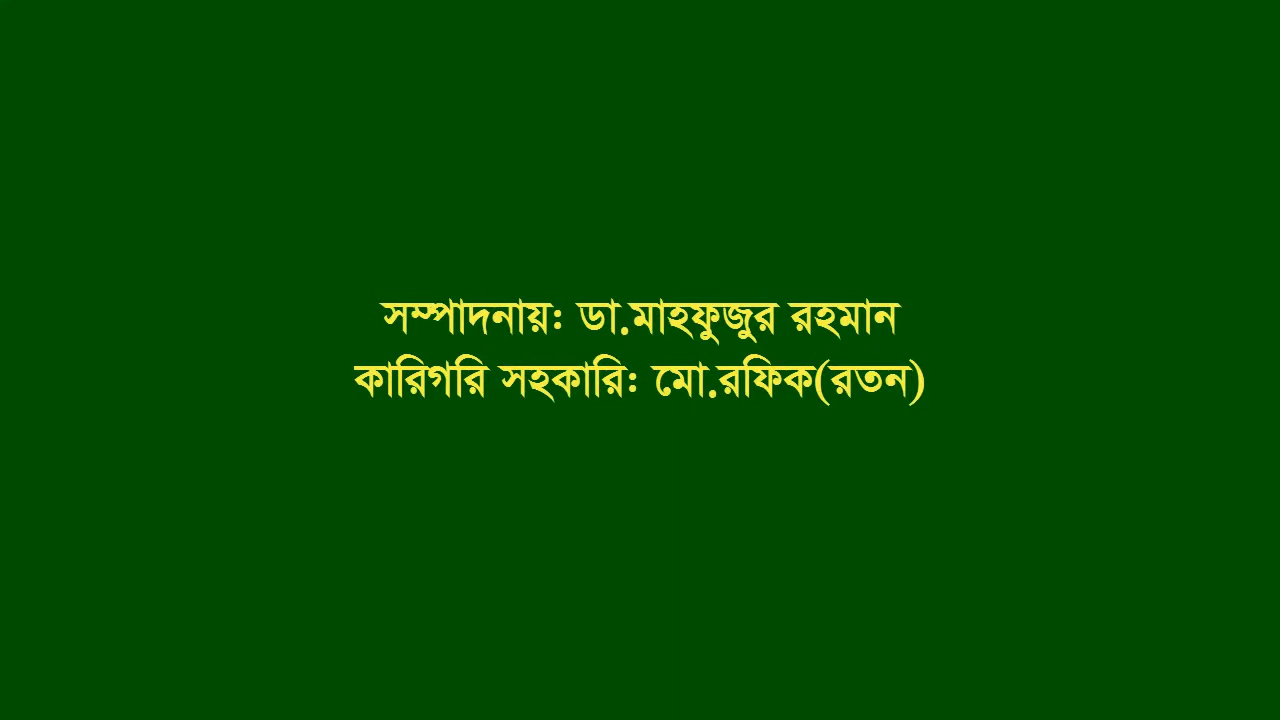 সম্পাদনায়ঃ ডা.মাহফুজুর রহমান
কারিগরি সহকারিঃ মো.রফিক(রতন)